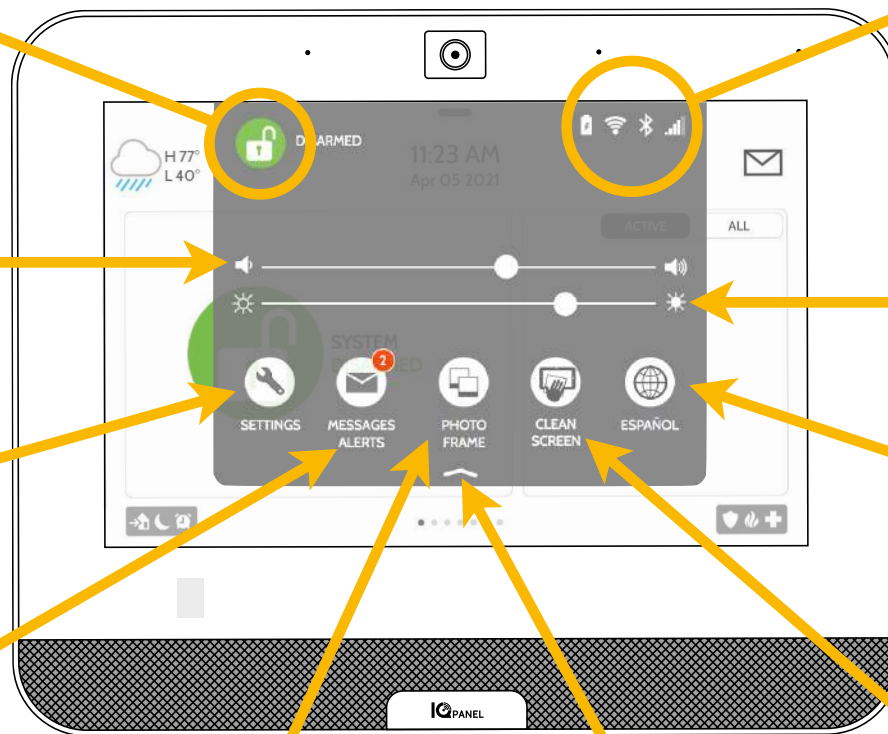 DISARMED
11:23 AM
Apr 05 2021
H 77°
L 40°
ACTIVE
ALL
SYSTEM
DISARMED
2
SETTINGS
MESSAGES
ALERTS
PHOTO
FRAME
CLEAN
SCREEN
ESPAÑOL
IQ PANEL